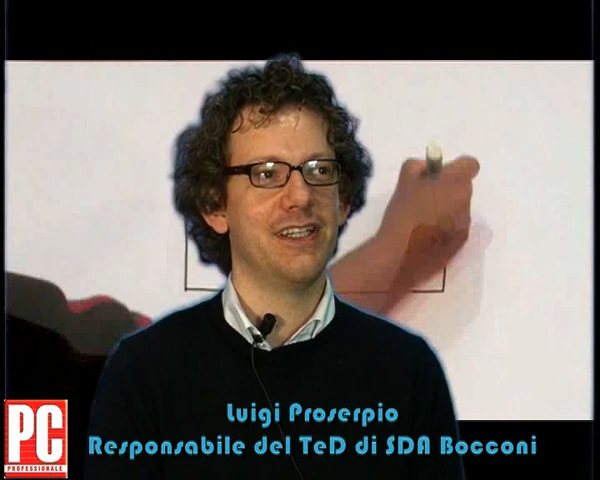 Luigi Proserpio
Responsabile del TeD di SDA Bocconi
PC
PROFESSIONALE